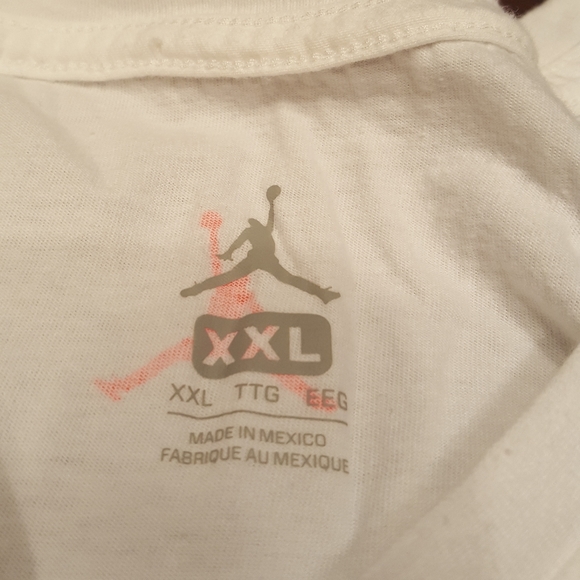 XXL
XXL TTG EEG
MADE IN MEXICO
FABRIQUE AU MEXIQUE